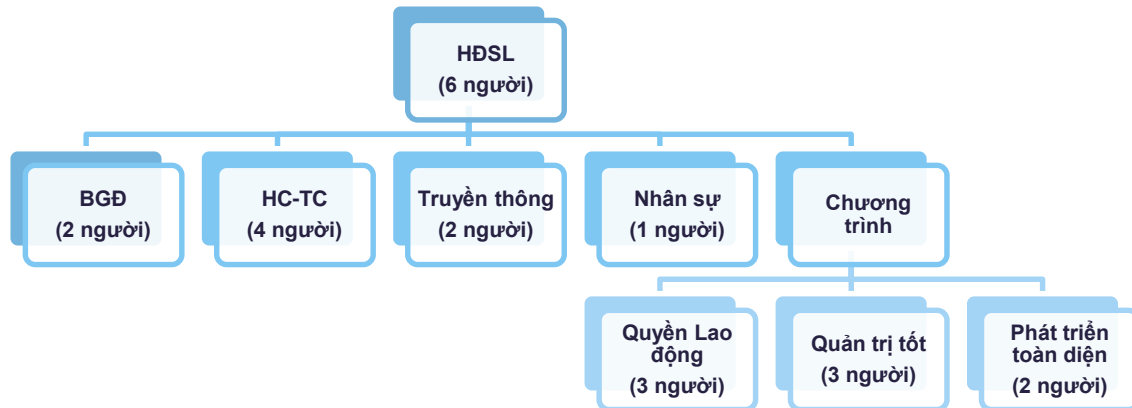 HĐSL
(6 người)
BGĐ
(2 người)
HC-TC
(4 người)
Truyền thông
(2 người)
Nhân sự
(1 người)
Chương
trình
Quyền Lao
động
(3 người)
Quản trị tốt
(3 người)
Phát triển
toàn diện
(2 người)